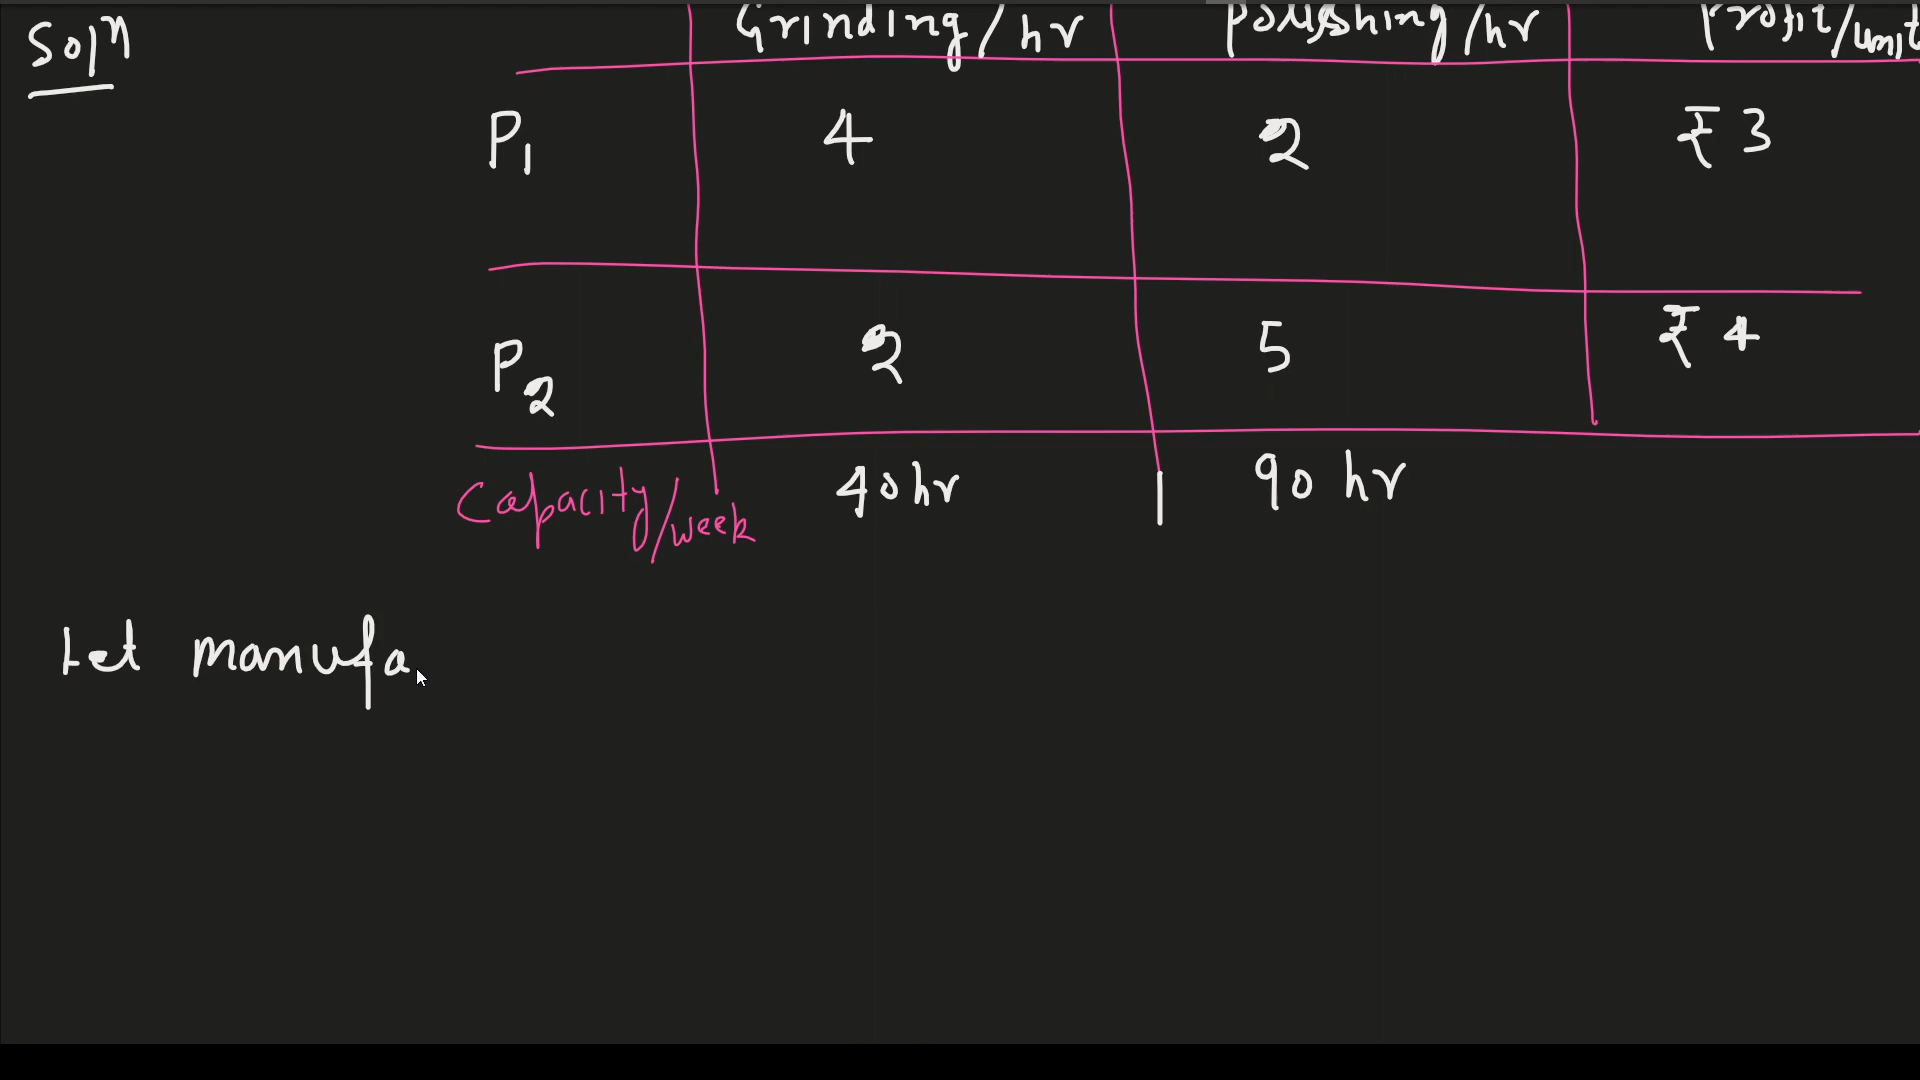 Soln
Grinding/hr Polishing/hr Profit/unit
P1 4 2 ₹3
P2 2 5 ₹4
Capacity/week 40hr 90 hr
Let manufa